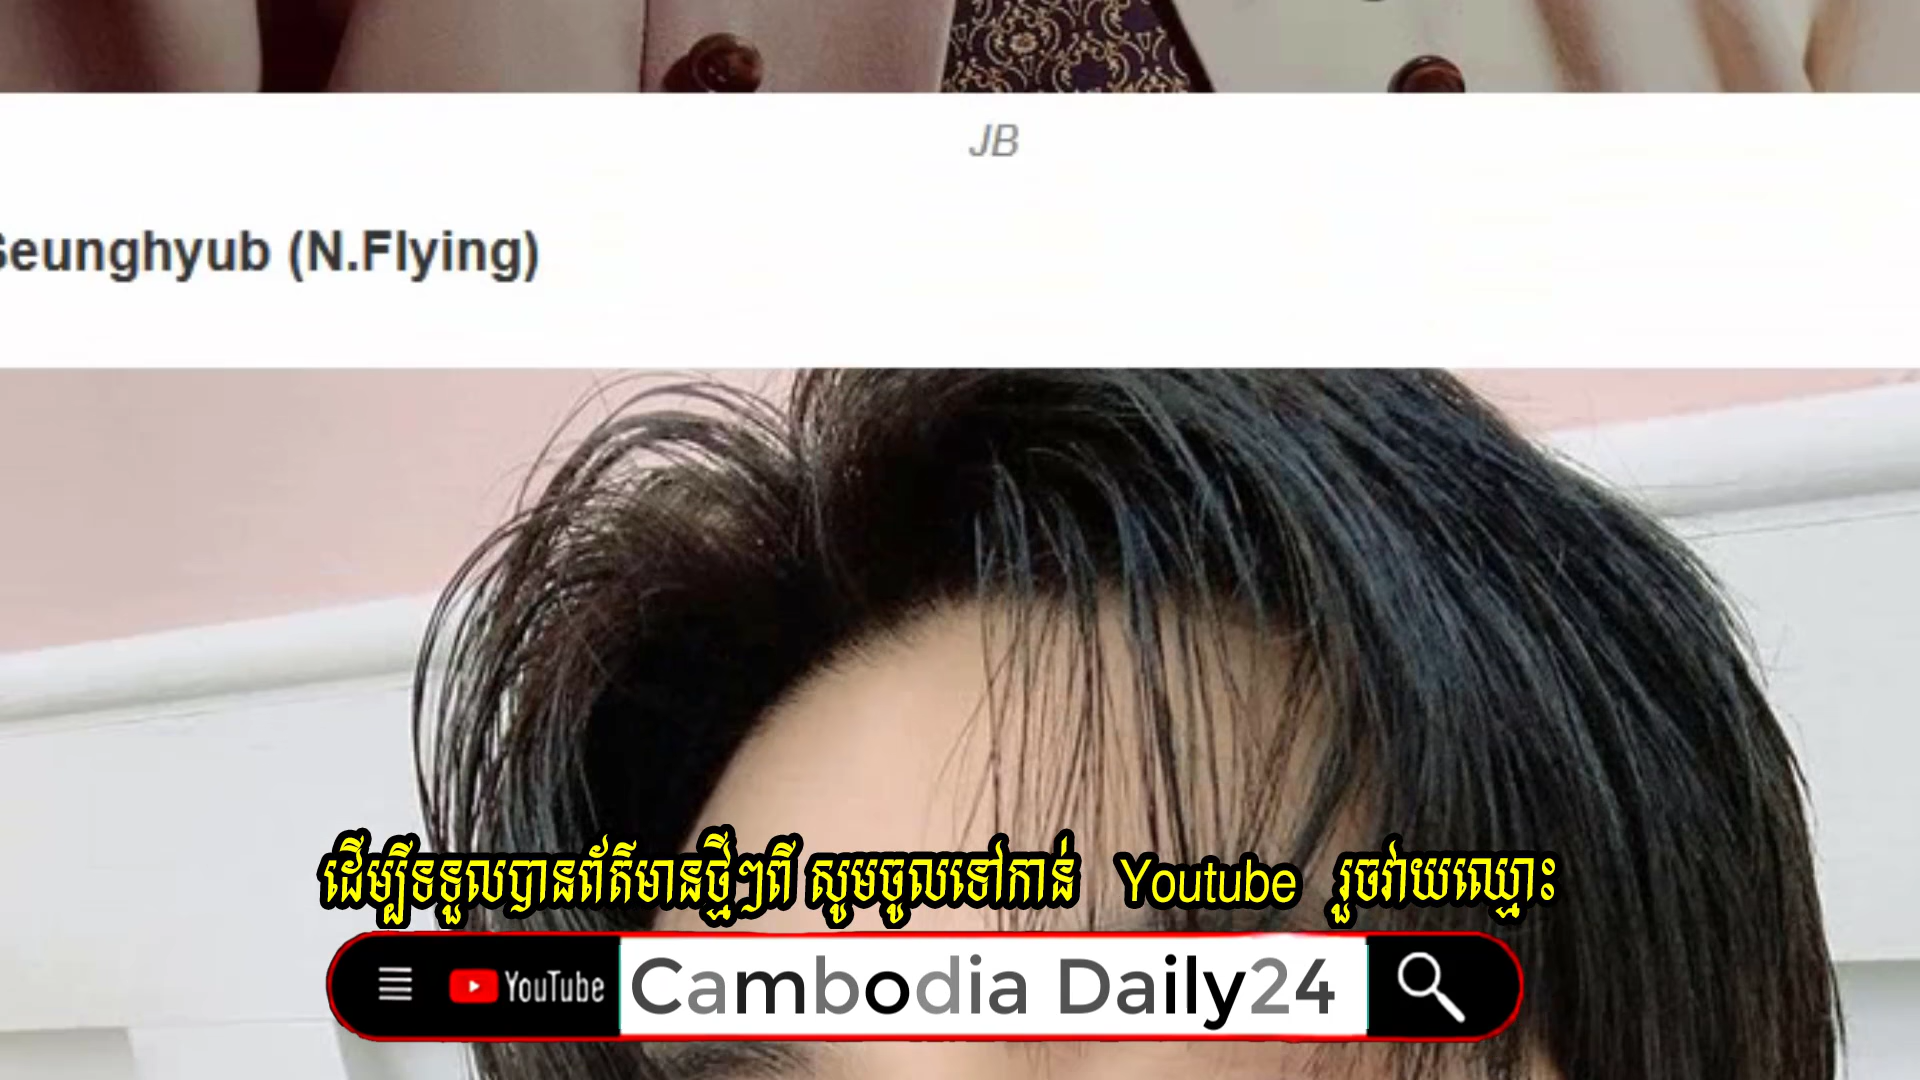 JB
Seunghyub (N.Flying)
ដើម្បីទទួលបានព័ត៌មានថ្មីៗពី សូមចូលទៅកាន់ Youtube រួចវាយឈ្មោះ
YouTube Cambodia Daily24